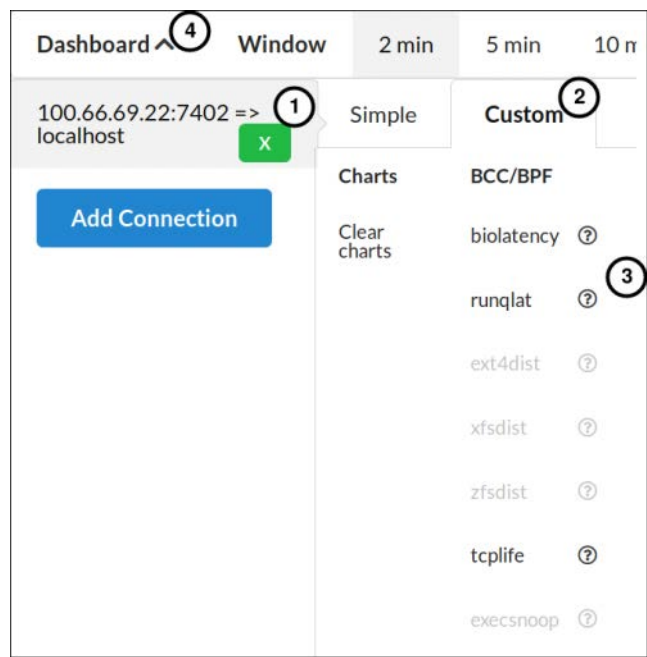 Dashboard 4 Window 2 min 5 min 10 m
100.66.69.22:7402 => 1
localhost
X
Add Connection
Simple Custom 2
Charts BCC/BPF
Clear
charts
biolatency ?
3
runqlat ?
ext4dist ?
xfsdist ?
zfsdist ?
tcplife ?
execsnoop ?